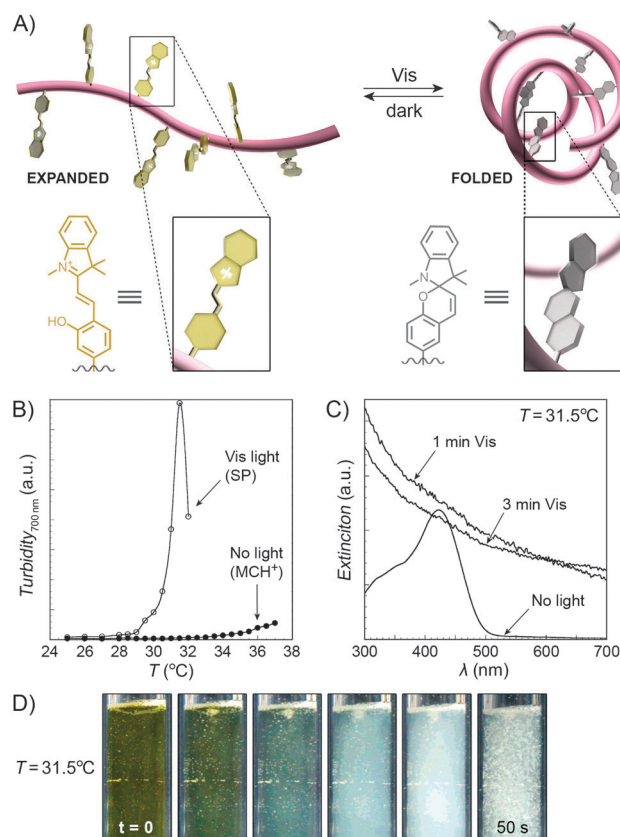 A)
Vis
dark
EXPANDED
FOLDED
N+
HO
N
O
B)
Turbidity700 nm (a.u.)
Vis light
(SP)
No light
(MCH+)
24 26 28 30 32 34 36 38
T (°C)
C)
T = 31.5ºC
1 min Vis
3 min Vis
No light
Extinciton (a.u.)
300 400 500 600 700
λ (nm)
D)
T = 31.5ºC
t = 0
50 s